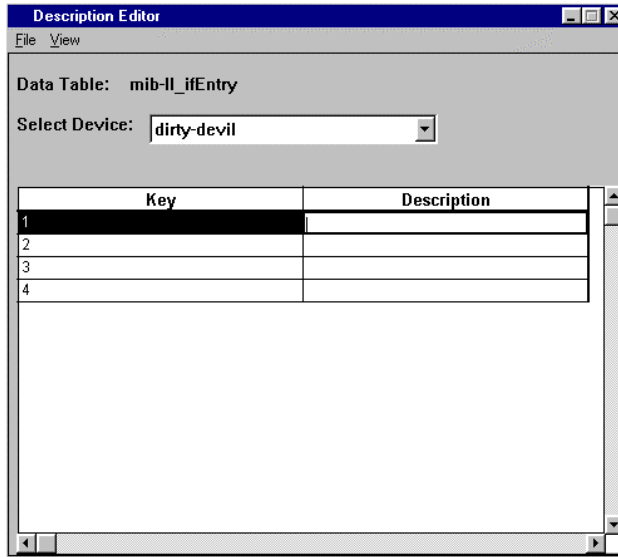 Description Editor
File View
Data Table: mib-II_ifEntry
Select Device: dirty-devil
Key Description
1
2
3
4